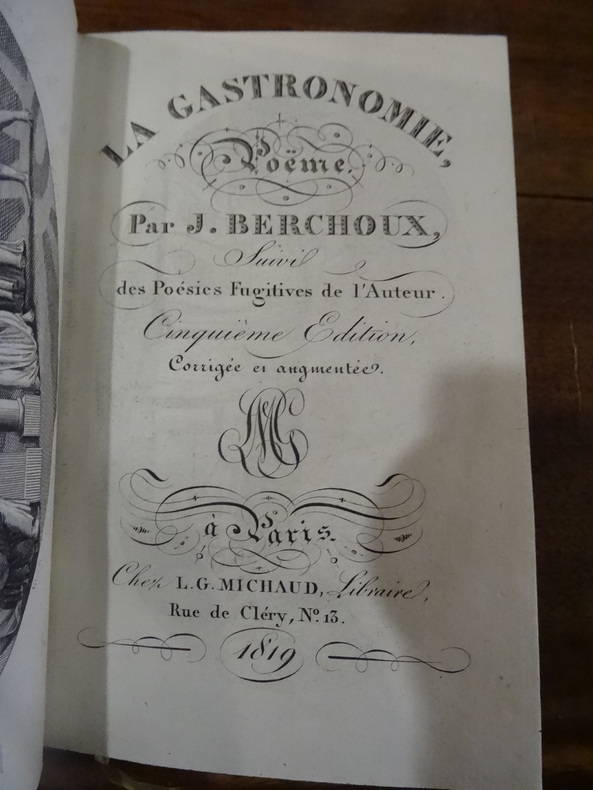 LA GASTRONOMIE,
Poëme.
Par J. BERCHOUX,
Suivi
des Poésies Fugitives de l'Auteur.
Cinquième Edition,
Corrigée et augmentée.
à Paris.
Chez L.G. MICHAUD, Libraire,
Rue de Cléry, No. 13.
1819